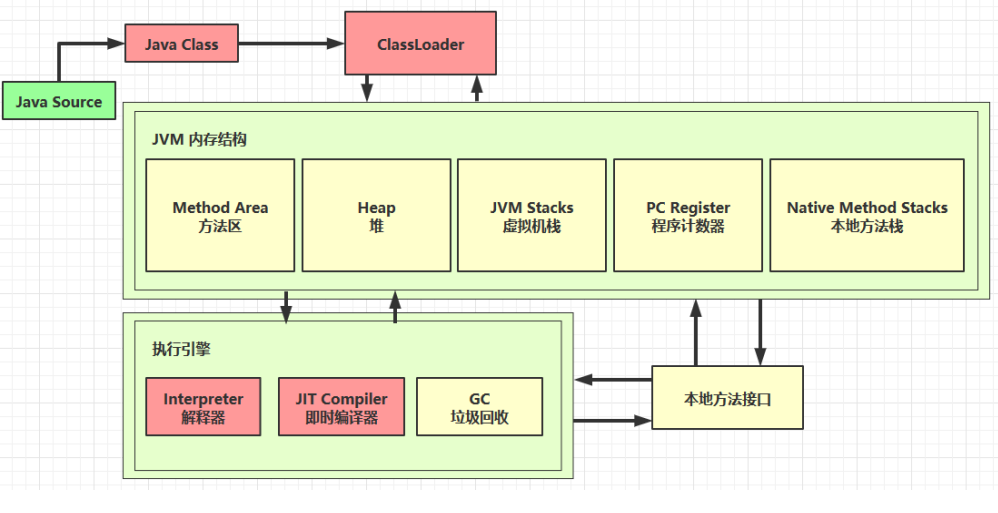 Java Class
ClassLoader
Java Source
JVM 内存结构
Method Area
方法区
Heap
堆
JVM Stacks
虚拟机栈
PC Register
程序计数器
Native Method Stacks
本地方法栈
执行引擎
Interpreter
解释器
JIT Compiler
即时编译器
GC
垃圾回收
本地方法接口